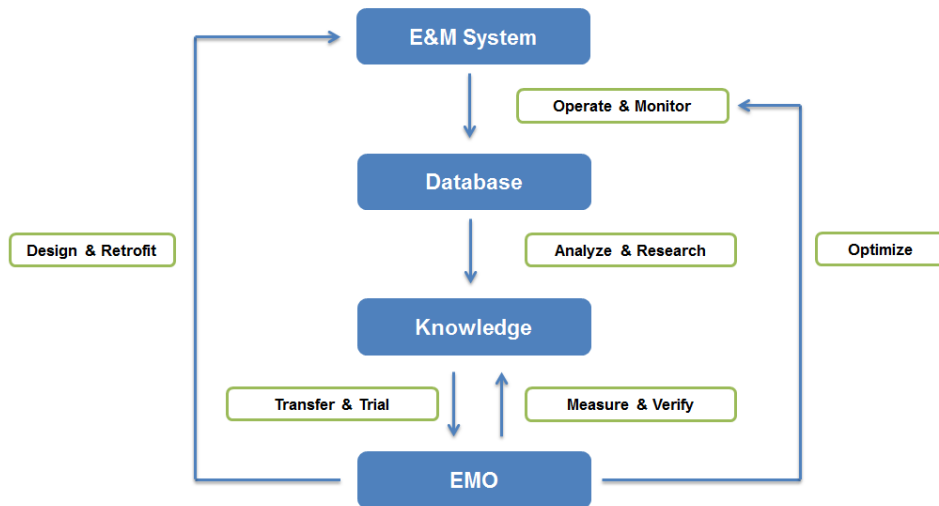 E&M System
Operate & Monitor
Database
Design & Retrofit
Analyze & Research
Optimize
Knowledge
Transfer & Trial
Measure & Verify
EMO